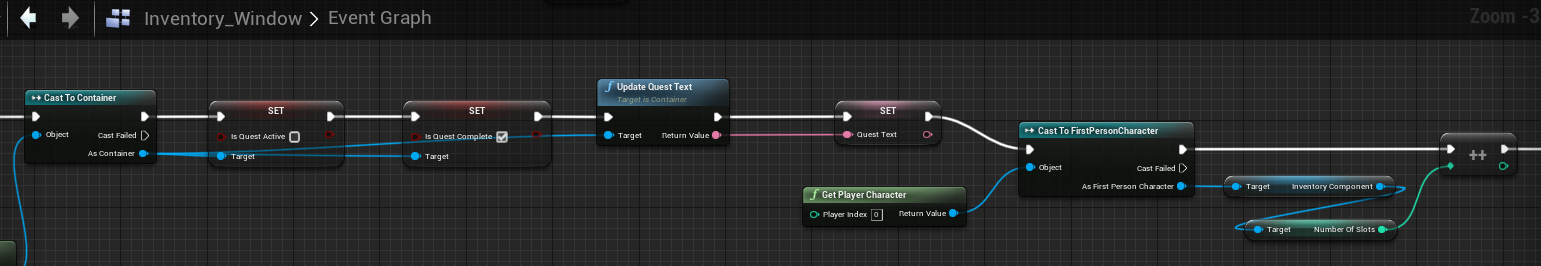 Inventory_Window > Event Graph
Zoom -3
Cast To Container
Object
Cast Failed
As Container
SET
Is Quest Active
Target
SET
Is Quest Complete
Target
Update Quest Text
Target is Container
Target
Return Value
SET
Quest Text
Get Player Character
Player Index 0
Return Value
Cast To FirstPersonCharacter
Object
Cast Failed
As First Person Character
Target
Inventory Component
Target
Number Of Slots
++